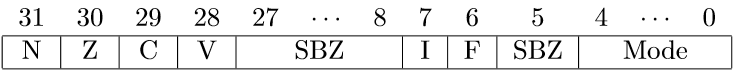 31 30 29 28 27 ··· 8 7 6 5 4 ··· 0
N Z C V SBZ I F SBZ Mode